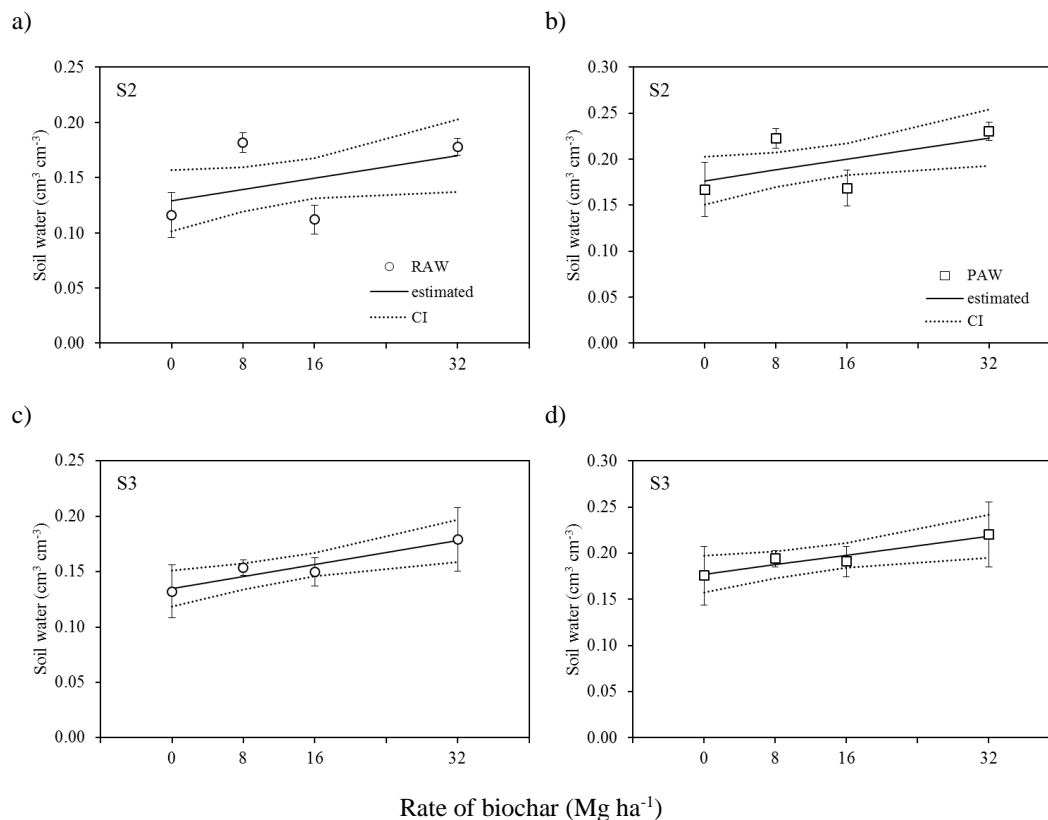 a)
b)
0.25
0.20
0.15
0.10
0.05
0.00
Soil water (cm³ cm⁻³)
S2
RAW
estimated
CI
0 8 16 32
0.30
0.25
0.20
0.15
0.10
0.05
0.00
Soil water (cm³ cm⁻³)
S2
PAW
estimated
CI
0 8 16 32
c)
d)
0.25
0.20
0.15
0.10
0.05
0.00
Soil water (cm³ cm⁻³)
S3
0 8 16 32
0.30
0.25
0.20
0.15
0.10
0.05
0.00
Soil water (cm³ cm⁻³)
S3
0 8 16 32
Rate of biochar (Mg ha⁻¹)